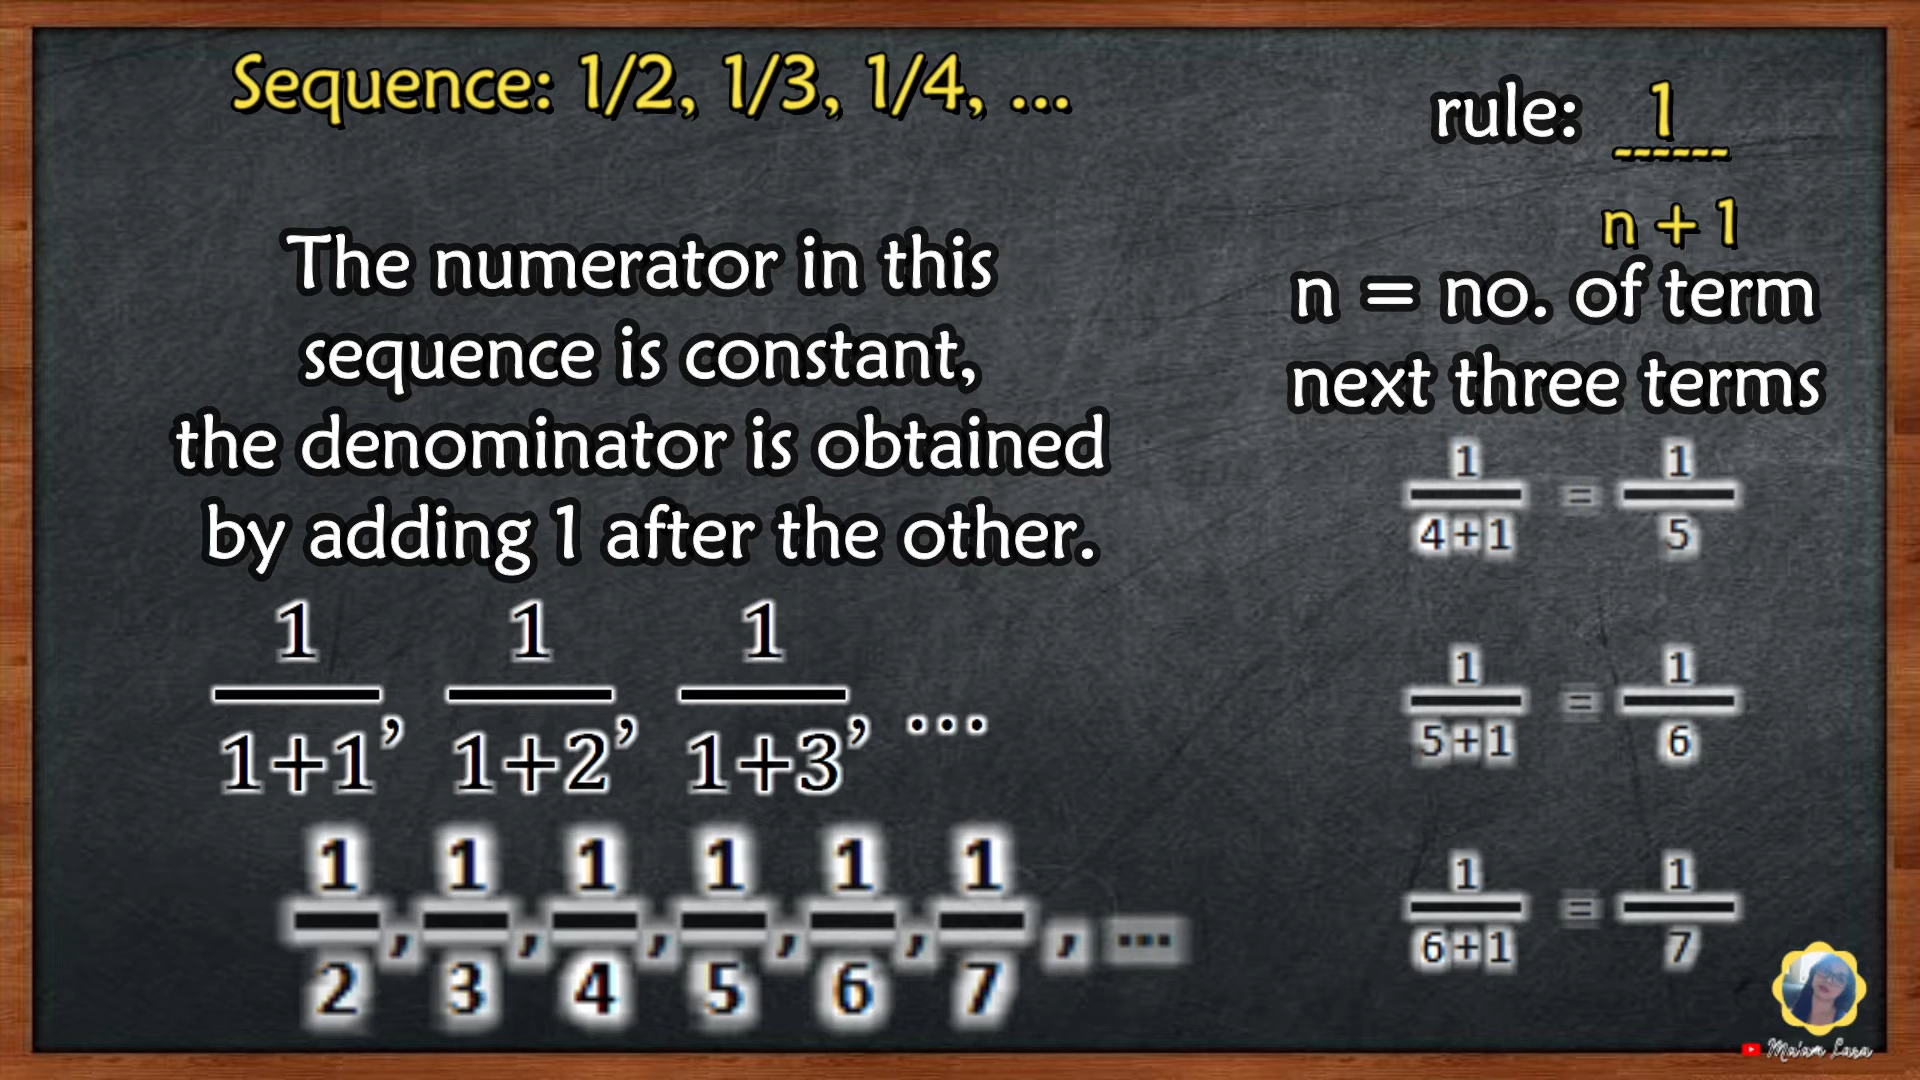 Sequence: 1/2, 1/3, 1/4, ...
The numerator in this
sequence is constant,
the denominator is obtained
by adding 1 after the other.
1/1+1, 1/1+2, 1/1+3, ...
1/2, 1/3, 1/4, 1/5, 1/6, 1/7, ...
rule: 1
------
n + 1
n = no. of term
next three terms
1/4+1 = 1/5
1/5+1 = 1/6
1/6+1 = 1/7
Ma'am Lara